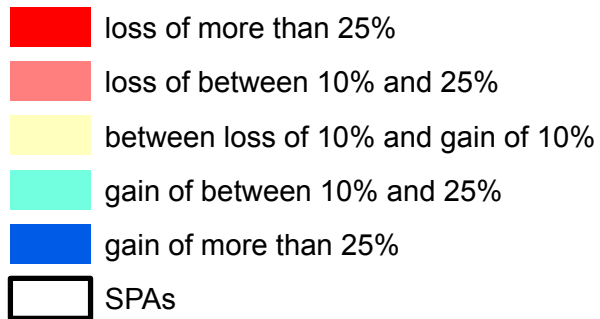 loss of more than 25%
loss of between 10% and 25%
between loss of 10% and gain of 10%
gain of between 10% and 25%
gain of more than 25%
SPAs